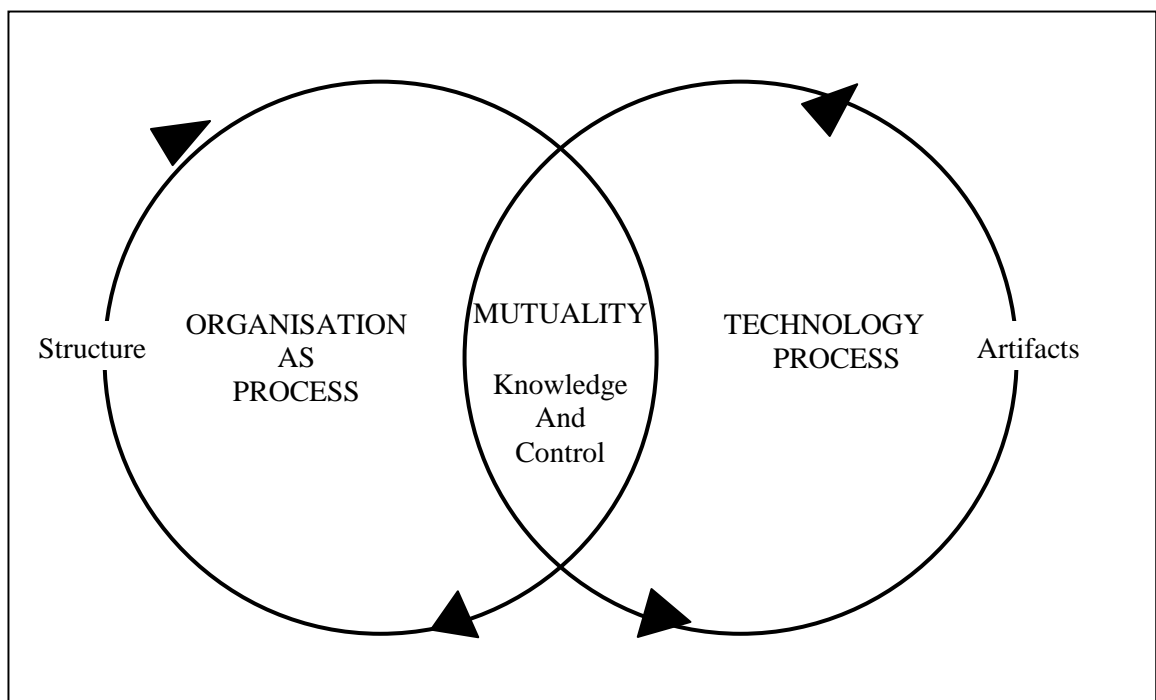 Structure
ORGANISATION
AS
PROCESS
MUTUALITY
Knowledge
And
Control
TECHNOLOGY
PROCESS
Artifacts